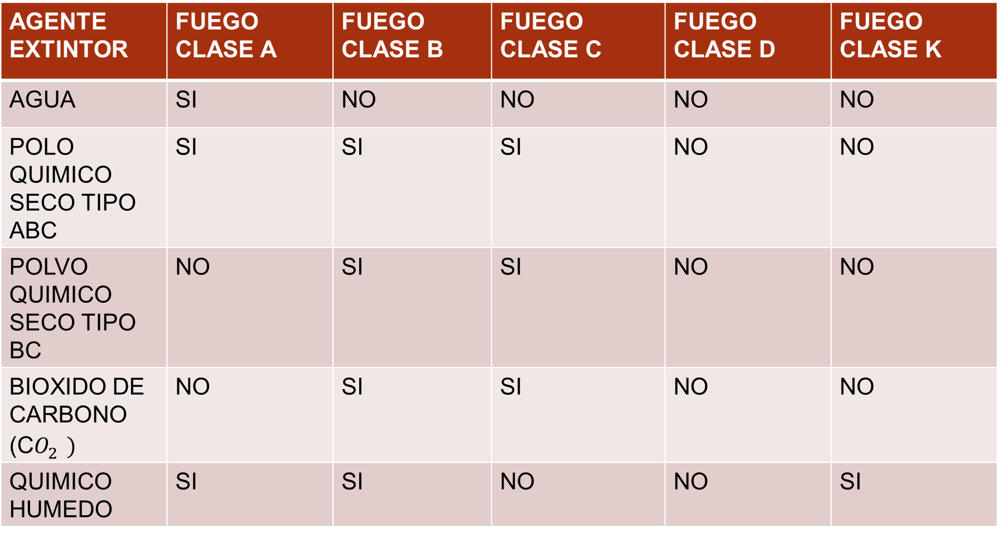 AGENTE EXTINTOR FUEGO CLASE A FUEGO CLASE B FUEGO CLASE C FUEGO CLASE D FUEGO CLASE K
AGUA SI NO NO NO NO
POLO QUIMICO SECO TIPO ABC SI SI SI NO NO
POLVO QUIMICO SECO TIPO BC NO SI SI NO NO
BIOXIDO DE CARBONO (CO₂ ) NO SI SI NO NO
QUIMICO HUMEDO SI SI NO NO SI